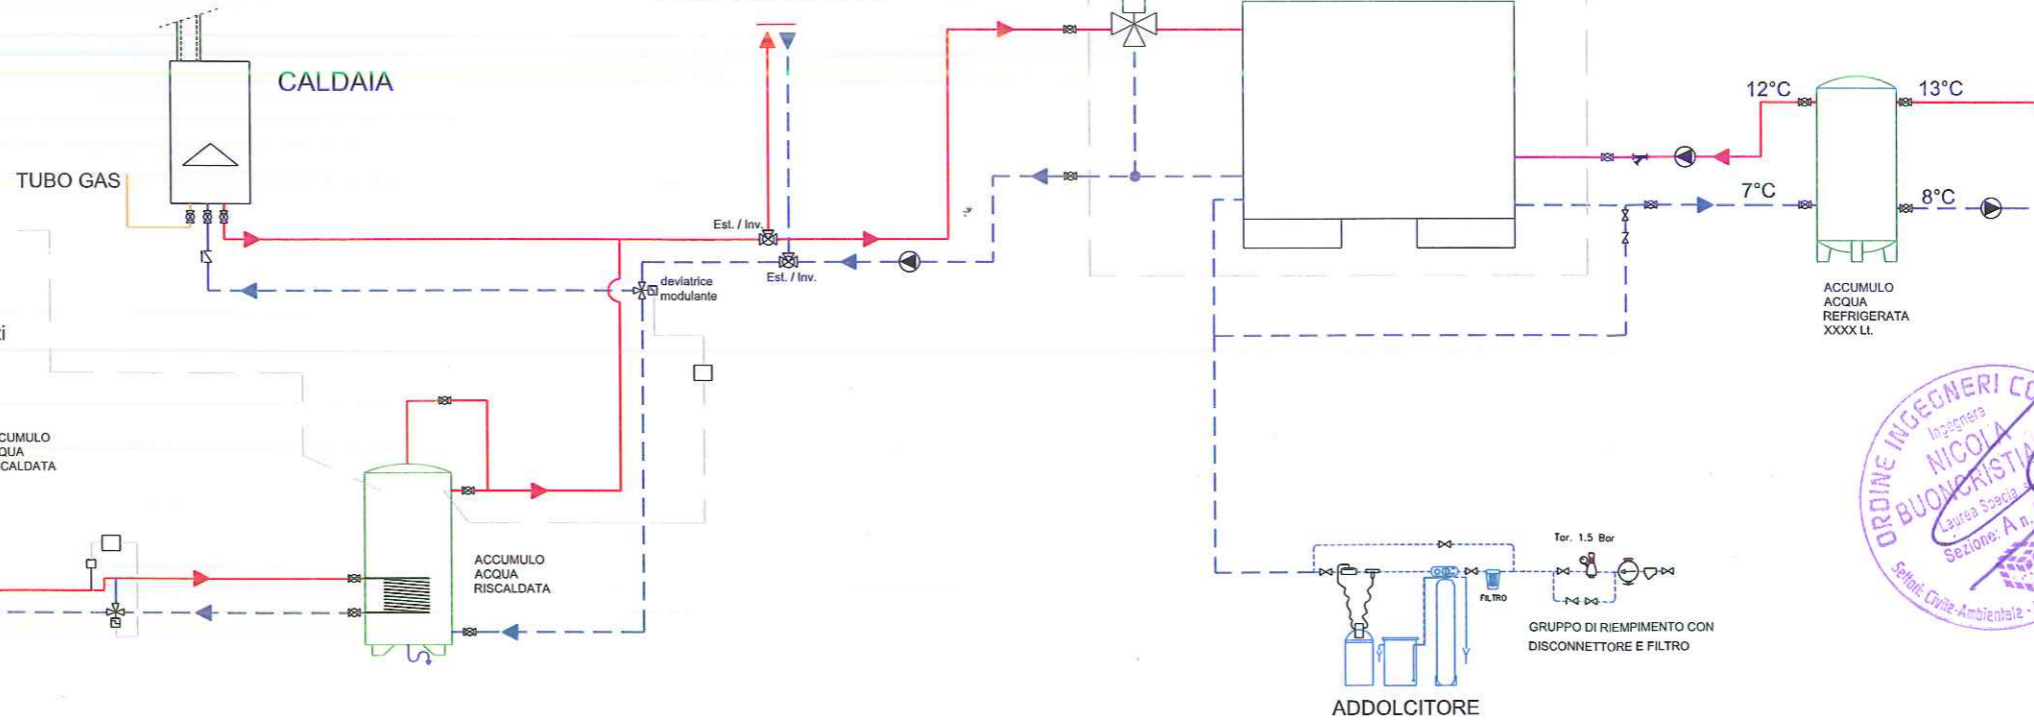 CALDAIA
TUBO GAS
12°C
13°C
7°C
8°C
Est. / Inv.
Est. / Inv.
deviatrice
modulante
ACCUMULO
ACQUA
REFRIGERATA
XXXX Lt.
CUMULO
QUA
CALDATA
ACCUMULO
ACQUA
RISCALDATA
Tar. 1.5 Bar
FILTRO
GRUPPO DI RIEMPIMENTO CON
DISCONNETTORE E FILTRO
ADDOLCITORE
ORDINE INGEGNERI CO
Ingegnere
NICOLA
BUONCRISTIA
Laurea Specia
Sezione: A n.
Settori: Civile-Ambientale -